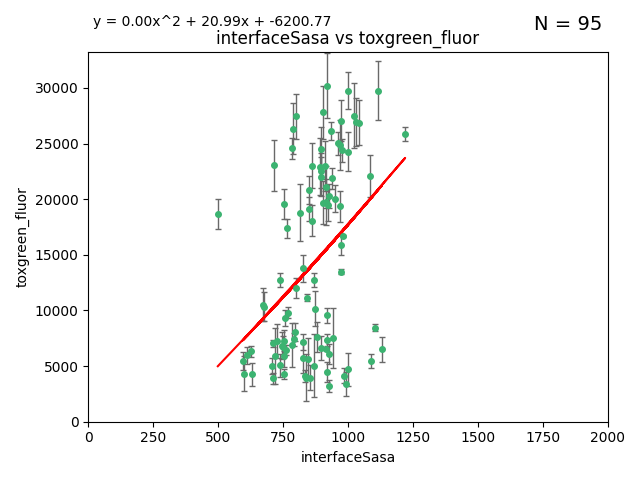 y = 0.00x^2 + 20.99x + -6200.77
N = 95
interfaceSasa vs toxgreen_fluor
30000
25000
20000
15000
10000
5000
0
toxgreen_fluor
0 250 500 750 1000 1250 1500 1750 2000
interfaceSasa